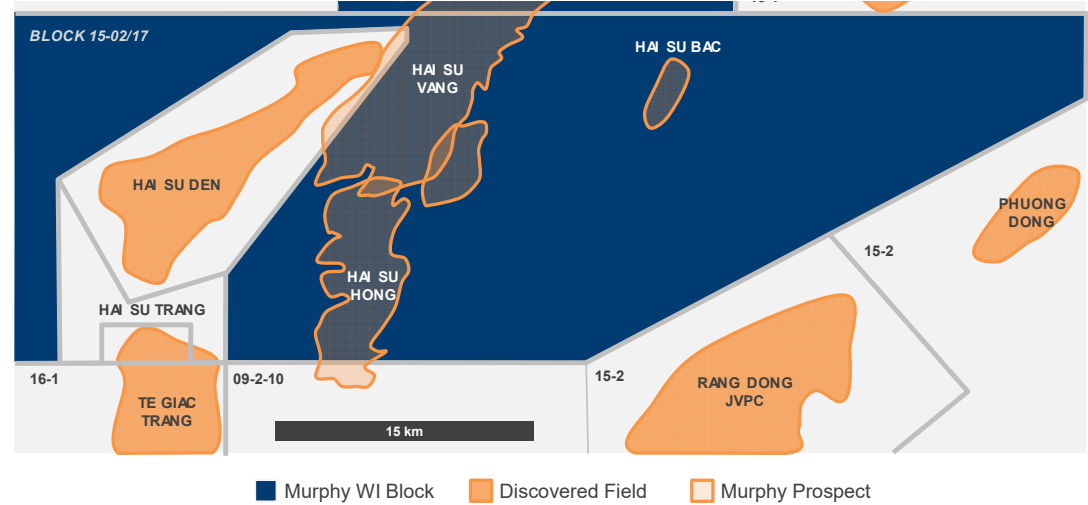 BLOCK 15-02/17
HAI SU BAC
HAI SU
VANG
HAI SU DEN
PHUONG
DONG
15-2
HAI SU
HONG
HAI SU TRANG
16-1
09-2-10
15-2
RANG DONG
JVPC
TE GIAC
TRANG
15 km
Murphy WI Block
Discovered Field
Murphy Prospect